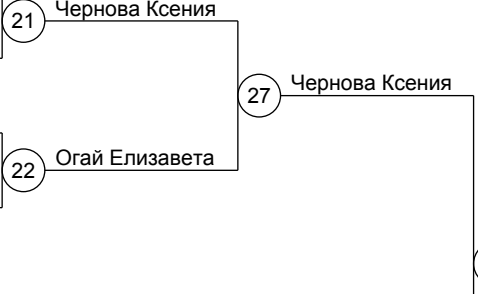 Чернова Ксения
21
27
Чернова Ксения
Огай Елизавета
22